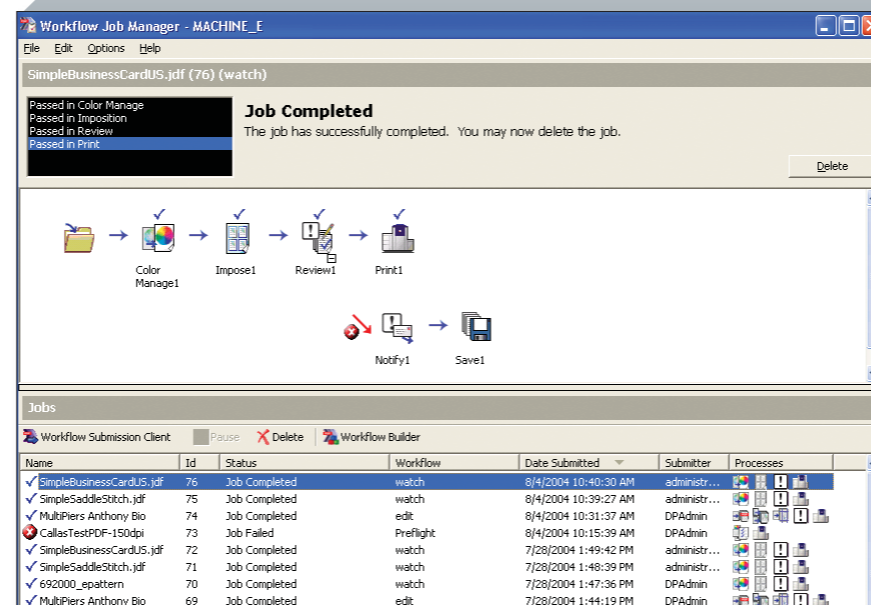 Workflow Job Manager - MACHINE_E
File Edit Options Help
SimpleBusinessCardUS.jdf (76) (watch)
Passed in Color Manage
Passed in Imposition
Passed in Review
Passed in Print
Job Completed
The job has successfully completed. You may now delete the job.
Delete
Color Manage1
Impose1
Review1
Print1
Notify1
Save1
Jobs
Workflow Submission Client Pause Delete Workflow Builder
Name Id Status Workflow Date Submitted Submitter Processes
SimpleBusinessCardUS.jdf 76 Job Completed watch 8/4/2004 10:40:30 AM administr...
SimpleSaddleStitch.jdf 75 Job Completed watch 8/4/2004 10:39:27 AM administr...
MultiPiers Anthony Bio 74 Job Completed edit 8/4/2004 10:31:37 AM DPAdmin
CallasTestPDF-150dpi 73 Job Failed Preflight 8/4/2004 10:15:39 AM DPAdmin
SimpleBusinessCardUS.jdf 72 Job Completed watch 7/28/2004 1:49:42 PM administr...
SimpleSaddleStitch.jdf 71 Job Completed watch 7/28/2004 1:48:39 PM administr...
692000_epattern 70 Job Completed watch 7/28/2004 1:47:36 PM DPAdmin
MultiPiers Anthony Bio 69 Job Completed edit 7/28/2004 1:44:19 PM DPAdmin